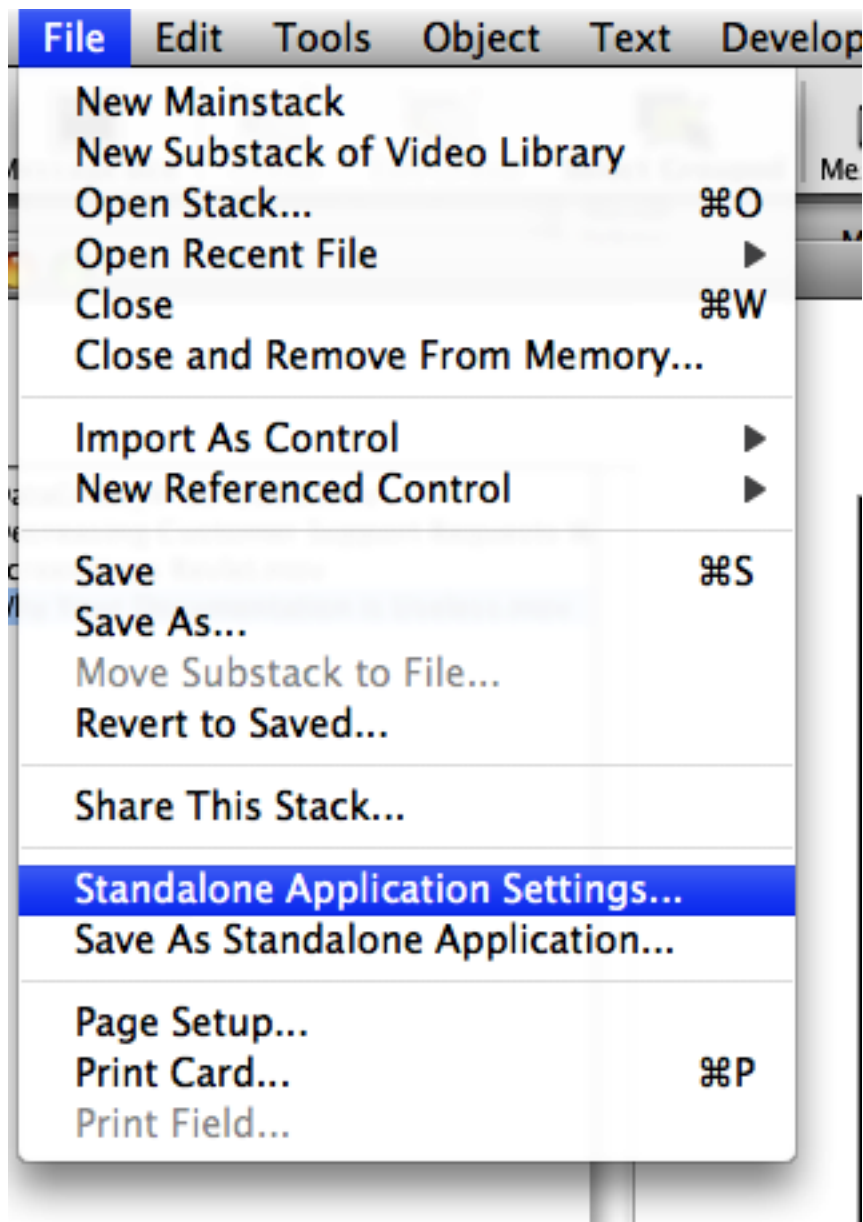 File Edit Tools Object Text Develop
New Mainstack
New Substack of Video Library
Me
Open Stack... ⌘O
Open Recent File ▶
Close ⌘W
Close and Remove From Memory...
Import As Control ▶
New Referenced Control ▶
Save ⌘S
Save As...
Move Substack to File...
Revert to Saved...
Share This Stack...
Standalone Application Settings...
Save As Standalone Application...
Page Setup...
Print Card... ⌘P
Print Field...